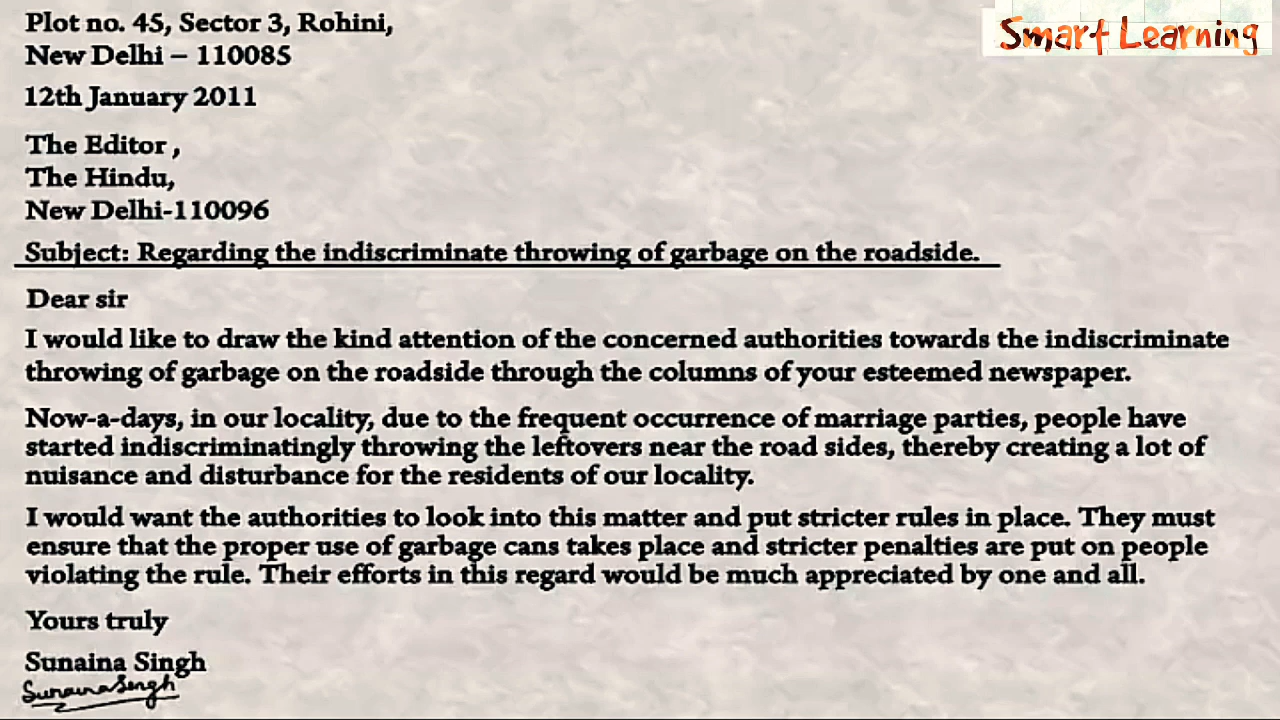 Plot no. 45, Sector 3, Rohini,
Smart Learning
New Delhi – 110085
12th January 2011
The Editor ,
The Hindu,
New Delhi-110096
Subject: Regarding the indiscriminate throwing of garbage on the roadside.
Dear sir
I would like to draw the kind attention of the concerned authorities towards the indiscriminate
throwing of garbage on the roadside through the columns of your esteemed newspaper.
Now-a-days, in our locality, due to the frequent occurrence of marriage parties, people have
started indiscriminatingly throwing the leftovers near the road sides, thereby creating a lot of
nuisance and disturbance for the residents of our locality.
I would want the authorities to look into this matter and put stricter rules in place. They must
ensure that the proper use of garbage cans takes place and stricter penalties are put on people
violating the rule. Their efforts in this regard would be much appreciated by one and all.
Yours truly
Sunaina Singh
Sunaina Singh